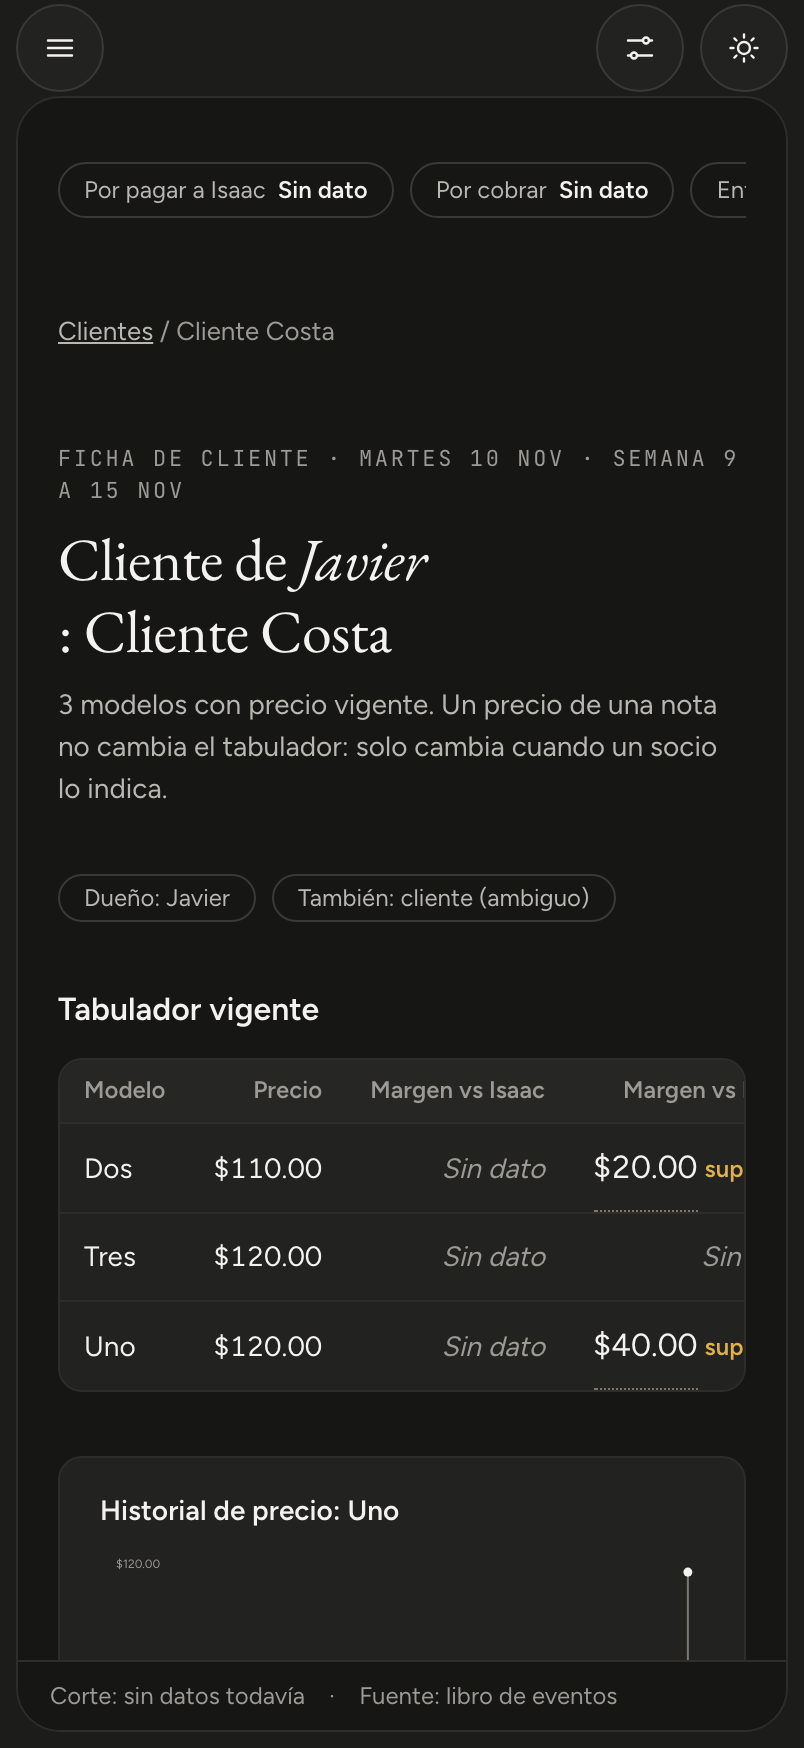 Por pagar a Isaac Sin dato Por cobrar Sin dato
Clientes / Cliente Costa
FICHA DE CLIENTE · MARTES 10 NOV · SEMANA 9
A 15 NOV
Cliente de Javier
: Cliente Costa
3 modelos con precio vigente. Un precio de una nota
no cambia el tabulador: solo cambia cuando un socio
lo indica.
Dueño: Javier También: cliente (ambiguo)
Tabulador vigente
Modelo Precio Margen vs Isaac Margen vs
Dos $110.00 Sin dato $20.00 sup
Tres $120.00 Sin dato Sin
Uno $120.00 Sin dato $40.00 sup
Historial de precio: Uno
$120.00
Corte: sin datos todavía · Fuente: libro de eventos